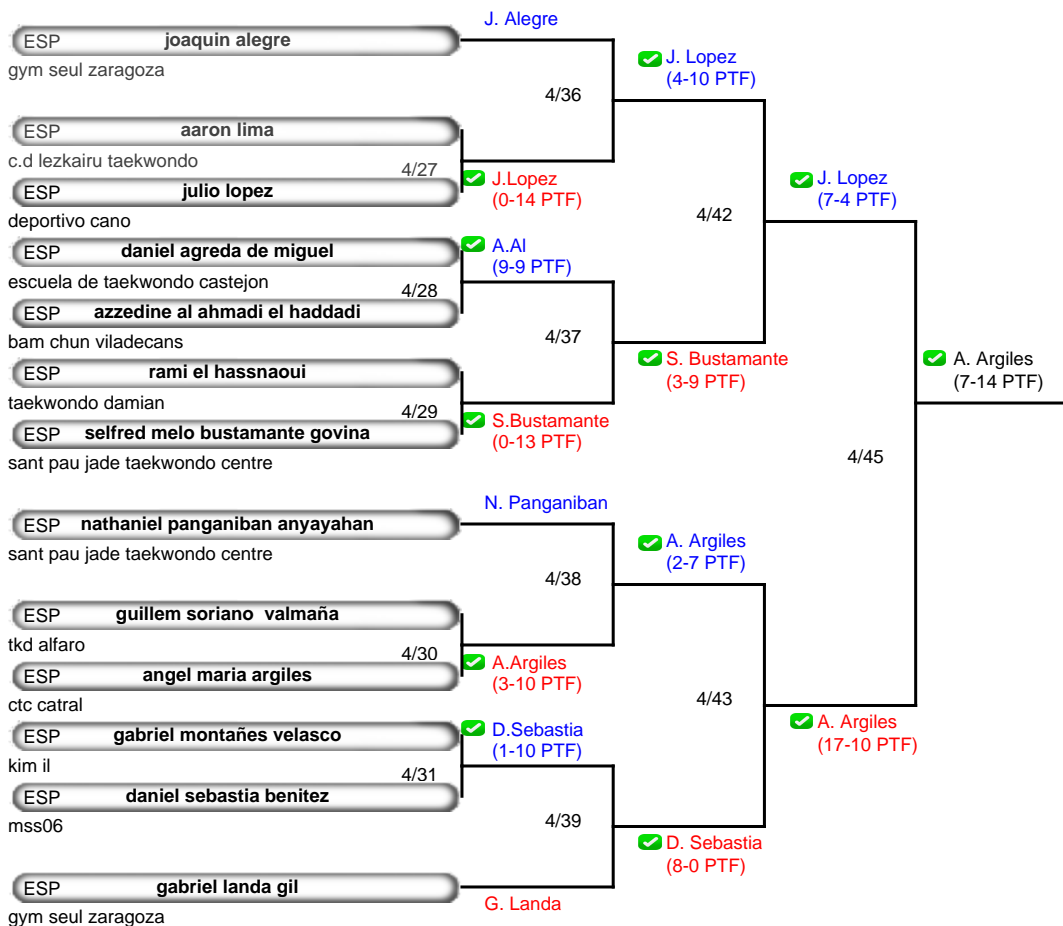 J. Alegre
ESP joaquin alegre
gym seul zaragoza
J. Lopez
(4-10 PTF)
4/36
ESP aaron lima
c.d lezkairu taekwondo
4/27
J.Lopez
(0-14 PTF)
ESP julio lopez
deportivo cano
J. Lopez
(7-4 PTF)
4/42
ESP daniel agreda de miguel
escuela de taekwondo castejon
A.Al
(9-9 PTF)
4/28
ESP azzedine al ahmadi el haddadi
bam chun viladecans
4/37
ESP rami el hassnaoui
taekwondo damian
S. Bustamante
(3-9 PTF)
A. Argiles
(7-14 PTF)
4/29
S.Bustamante
(0-13 PTF)
ESP selfred melo bustamante govina
sant pau jade taekwondo centre
4/45
N. Panganiban
ESP nathaniel panganiban anyayahan
sant pau jade taekwondo centre
A. Argiles
(2-7 PTF)
4/38
ESP guillem soriano  valmaña
tkd alfaro
4/30
A.Argiles
(3-10 PTF)
ESP angel maria argiles
ctc catral
4/43
A. Argiles
(17-10 PTF)
ESP gabriel montañes velasco
kim il
D.Sebastia
(1-10 PTF)
4/31
ESP daniel sebastia benitez
mss06
4/39
D. Sebastia
(8-0 PTF)
ESP gabriel landa gil
gym seul zaragoza
G. Landa